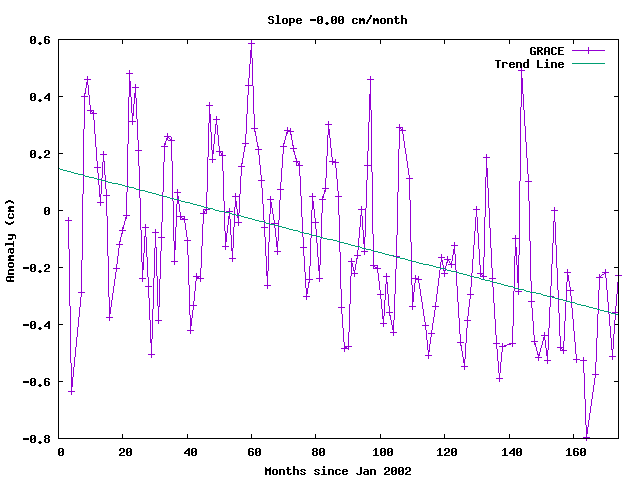 Slope -0.00 cm/month
GRACE
Trend Line
0.6
0.4
0.2
0
-0.2
-0.4
-0.6
-0.8
Anomaly (cm)
0 20 40 60 80 100 120 140 160
Months since Jan 2002